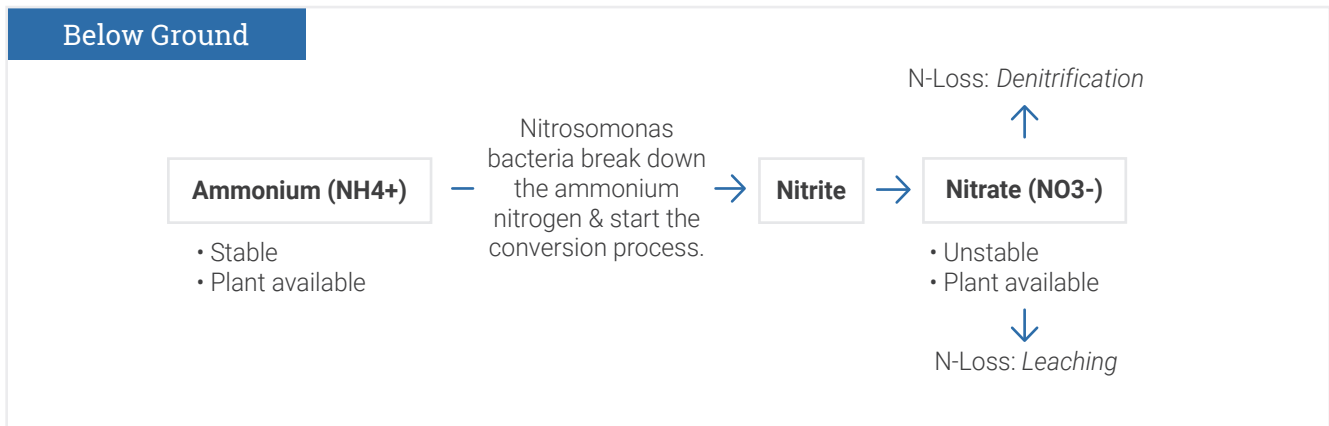 Below Ground
N-Loss: Denitrification
Nitrosomonas
bacteria break down
the ammonium
nitrogen & start the
conversion process.
Ammonium (NH4+)
Nitrite
Nitrate (NO3-)
• Stable
• Plant available
• Unstable
• Plant available
N-Loss: Leaching